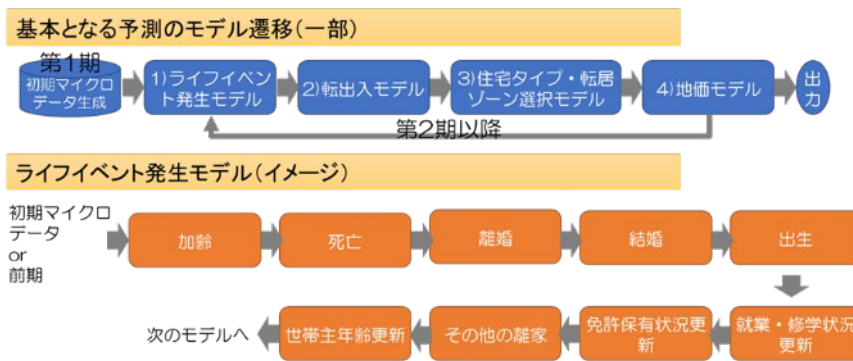 基本となる予測のモデル遷移(一部)
第1期
初期マイクロ
データ生成
1)ライフイベン
ト発生モデル
2)転出入モデル
3)住宅タイプ・転居
ゾーン選択モデル
4)地価モデル
出
力
第2期以降
ライフイベント発生モデル(イメージ)
初期マイクロ
データ
or
前期
加齢
死亡
離婚
結婚
出生
就業・修学状況
更新
免許保有状況更
新
その他の離家
世帯主年齢更新
次のモデルへ